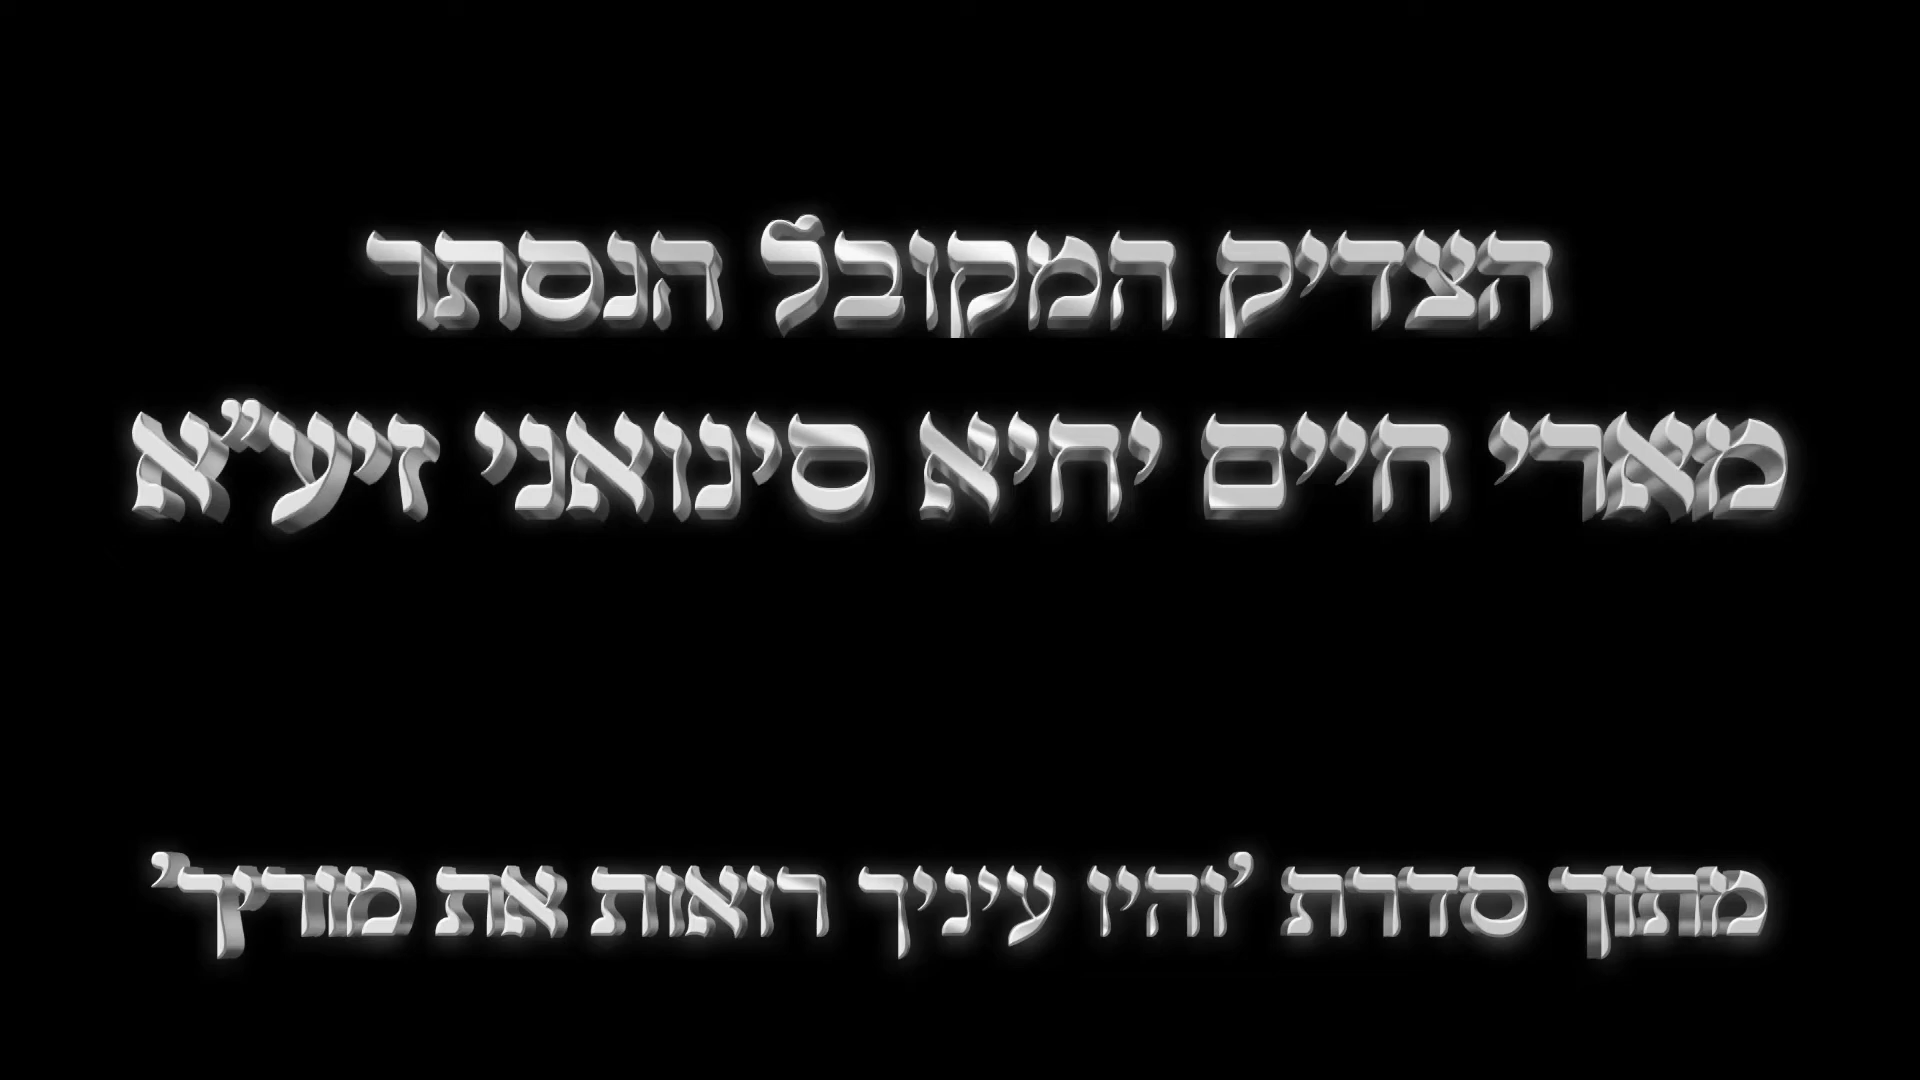 הצדיק המקובל הנסתר
מארי חיים יחיא סינואני זיע"א
מתוך סדרת 'והיו עיניך רואות את מוריך'